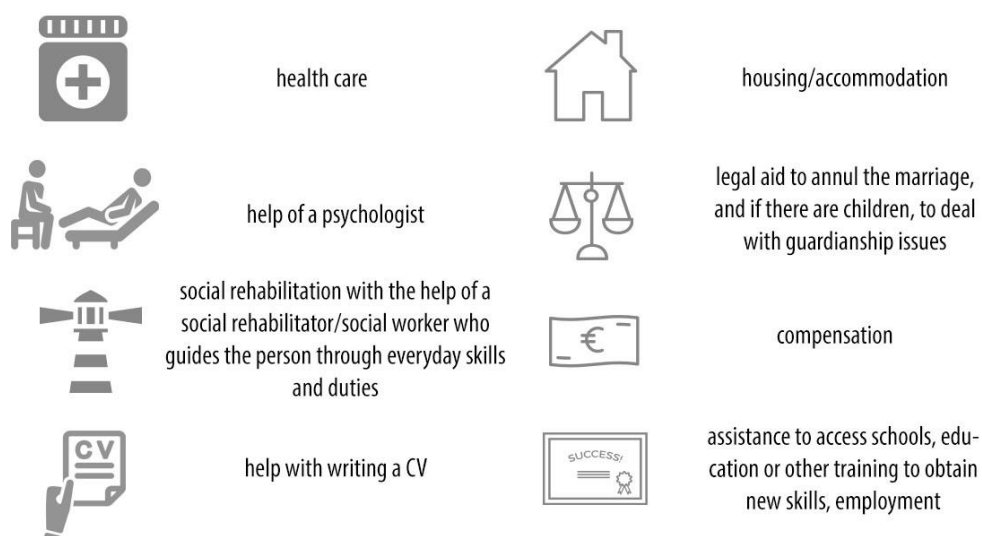 health care
housing/accommodation
help of a psychologist
legal aid to annul the marriage,
and if there are children, to deal
with guardianship issues
social rehabilitation with the help of a
social rehabilitator/social worker who
guides the person through everyday skills
and duties
€
compensation
CV
help with writing a CV
SUCCESS!
assistance to access schools, edu-
cation or other training to obtain
new skills, employment